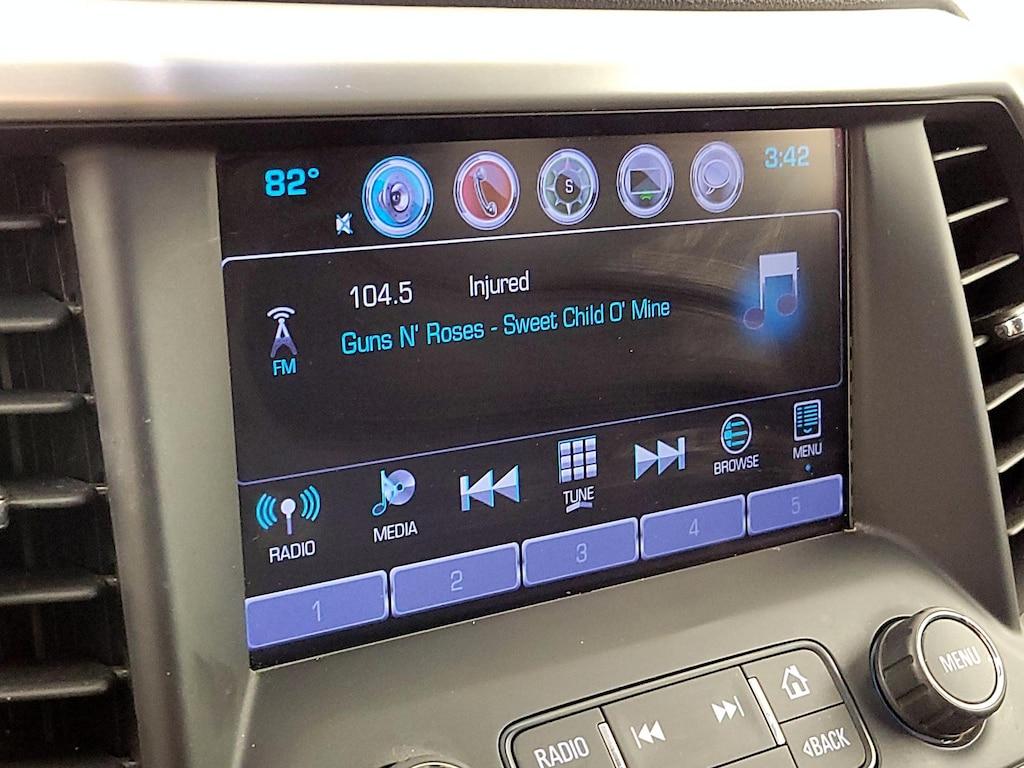 82° S 3:42
104.5 Injured
Guns N' Roses - Sweet Child O' Mine
FM
RADIO MEDIA TUNE BROWSE MENU
1 2 3 4 5
MENU
RADIO BACK